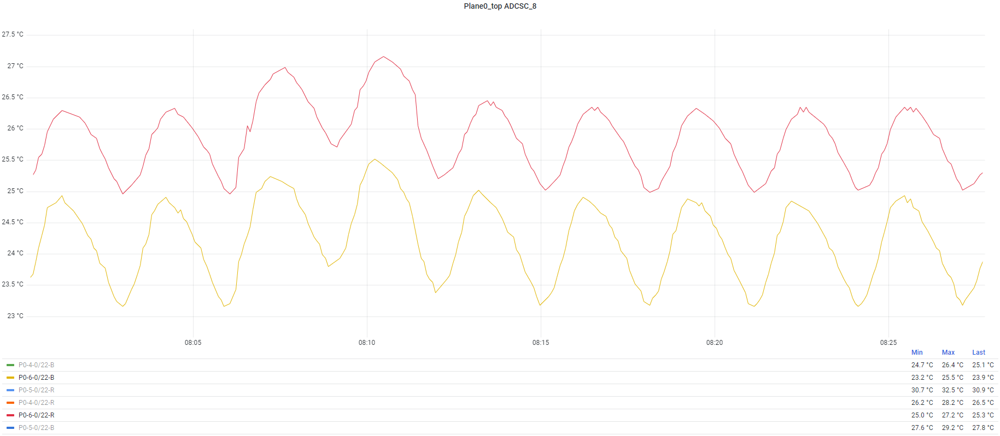 Plane0_top ADCSC_8
27.5 °C
27 °C
26.5 °C
26 °C
25.5 °C
25 °C
24.5 °C
24 °C
23.5 °C
23 °C
08:05 08:10 08:15 08:20 08:25
Min Max Last
P0-4-0/22-B 24.7 °C 26.4 °C 25.1 °C
P0-6-0/22-B 23.2 °C 25.5 °C 23.9 °C
P0-5-0/22-R 30.7 °C 32.5 °C 30.9 °C
P0-4-0/22-R 26.2 °C 28.2 °C 26.5 °C
P0-6-0/22-R 25.0 °C 27.2 °C 25.3 °C
P0-5-0/22-B 27.6 °C 29.2 °C 27.8 °C